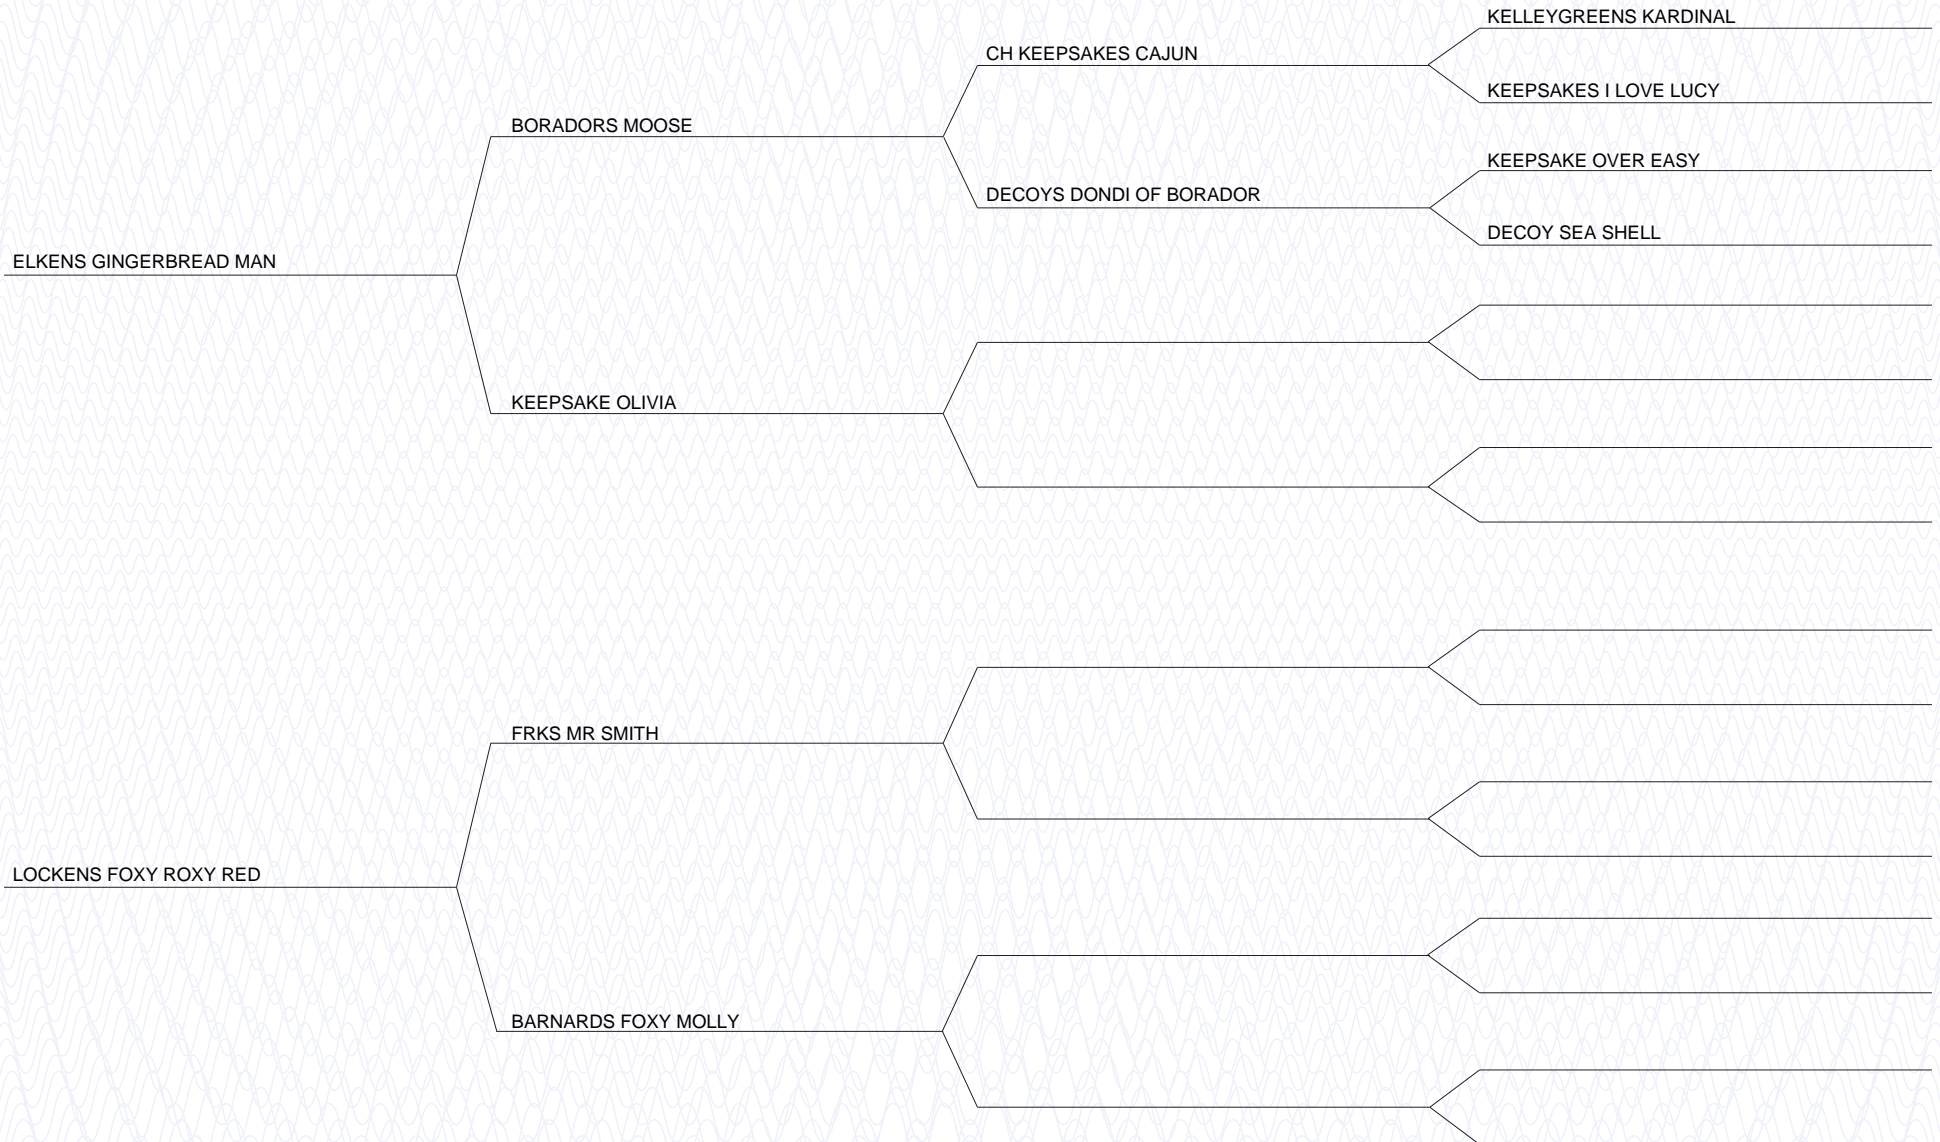 KELLEYGREENS KARDINAL
CH KEEPSAKES CAJUN
KEEPSAKES I LOVE LUCY
BORADORS MOOSE
KEEPSAKE OVER EASY
DECOYS DONDI OF BORADOR
DECOY SEA SHELL
ELKENS GINGERBREAD MAN
KEEPSAKE OLIVIA
FRKS MR SMITH
LOCKENS FOXY ROXY RED
BARNARDS FOXY MOLLY